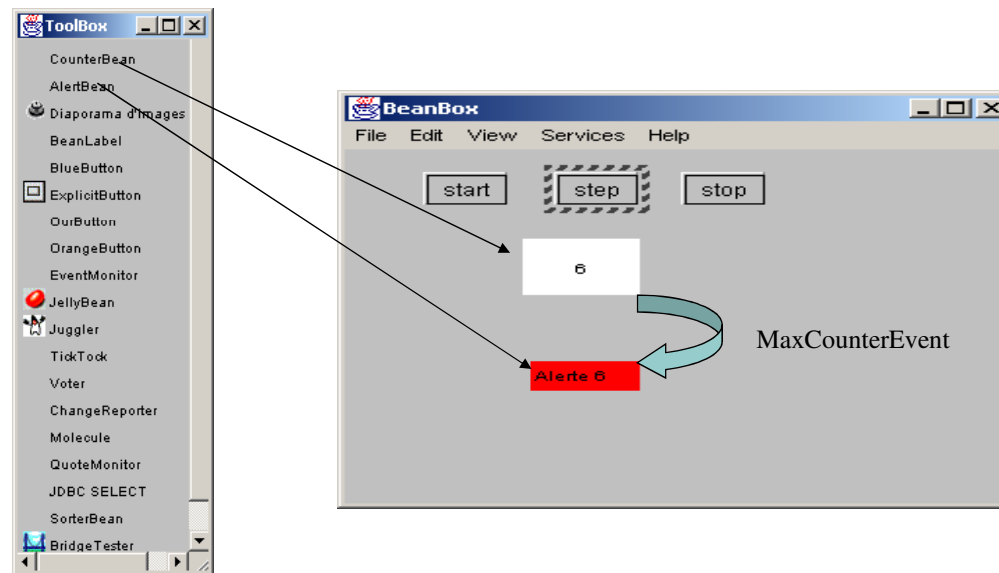 ToolBox
CounterBean
AlertBean
Diaporama d'Images
BeanLabel
BlueButton
ExplicitButton
OurButton
OrangeButton
EventMonitor
JellyBean
Juggler
TickTock
Voter
ChangeReporter
Molecule
QuoteMonitor
JDBC SELECT
SorterBean
BridgeTester
BeanBox
File Edit View Services Help
start step stop
6
MaxCounterEvent
Alerte 6